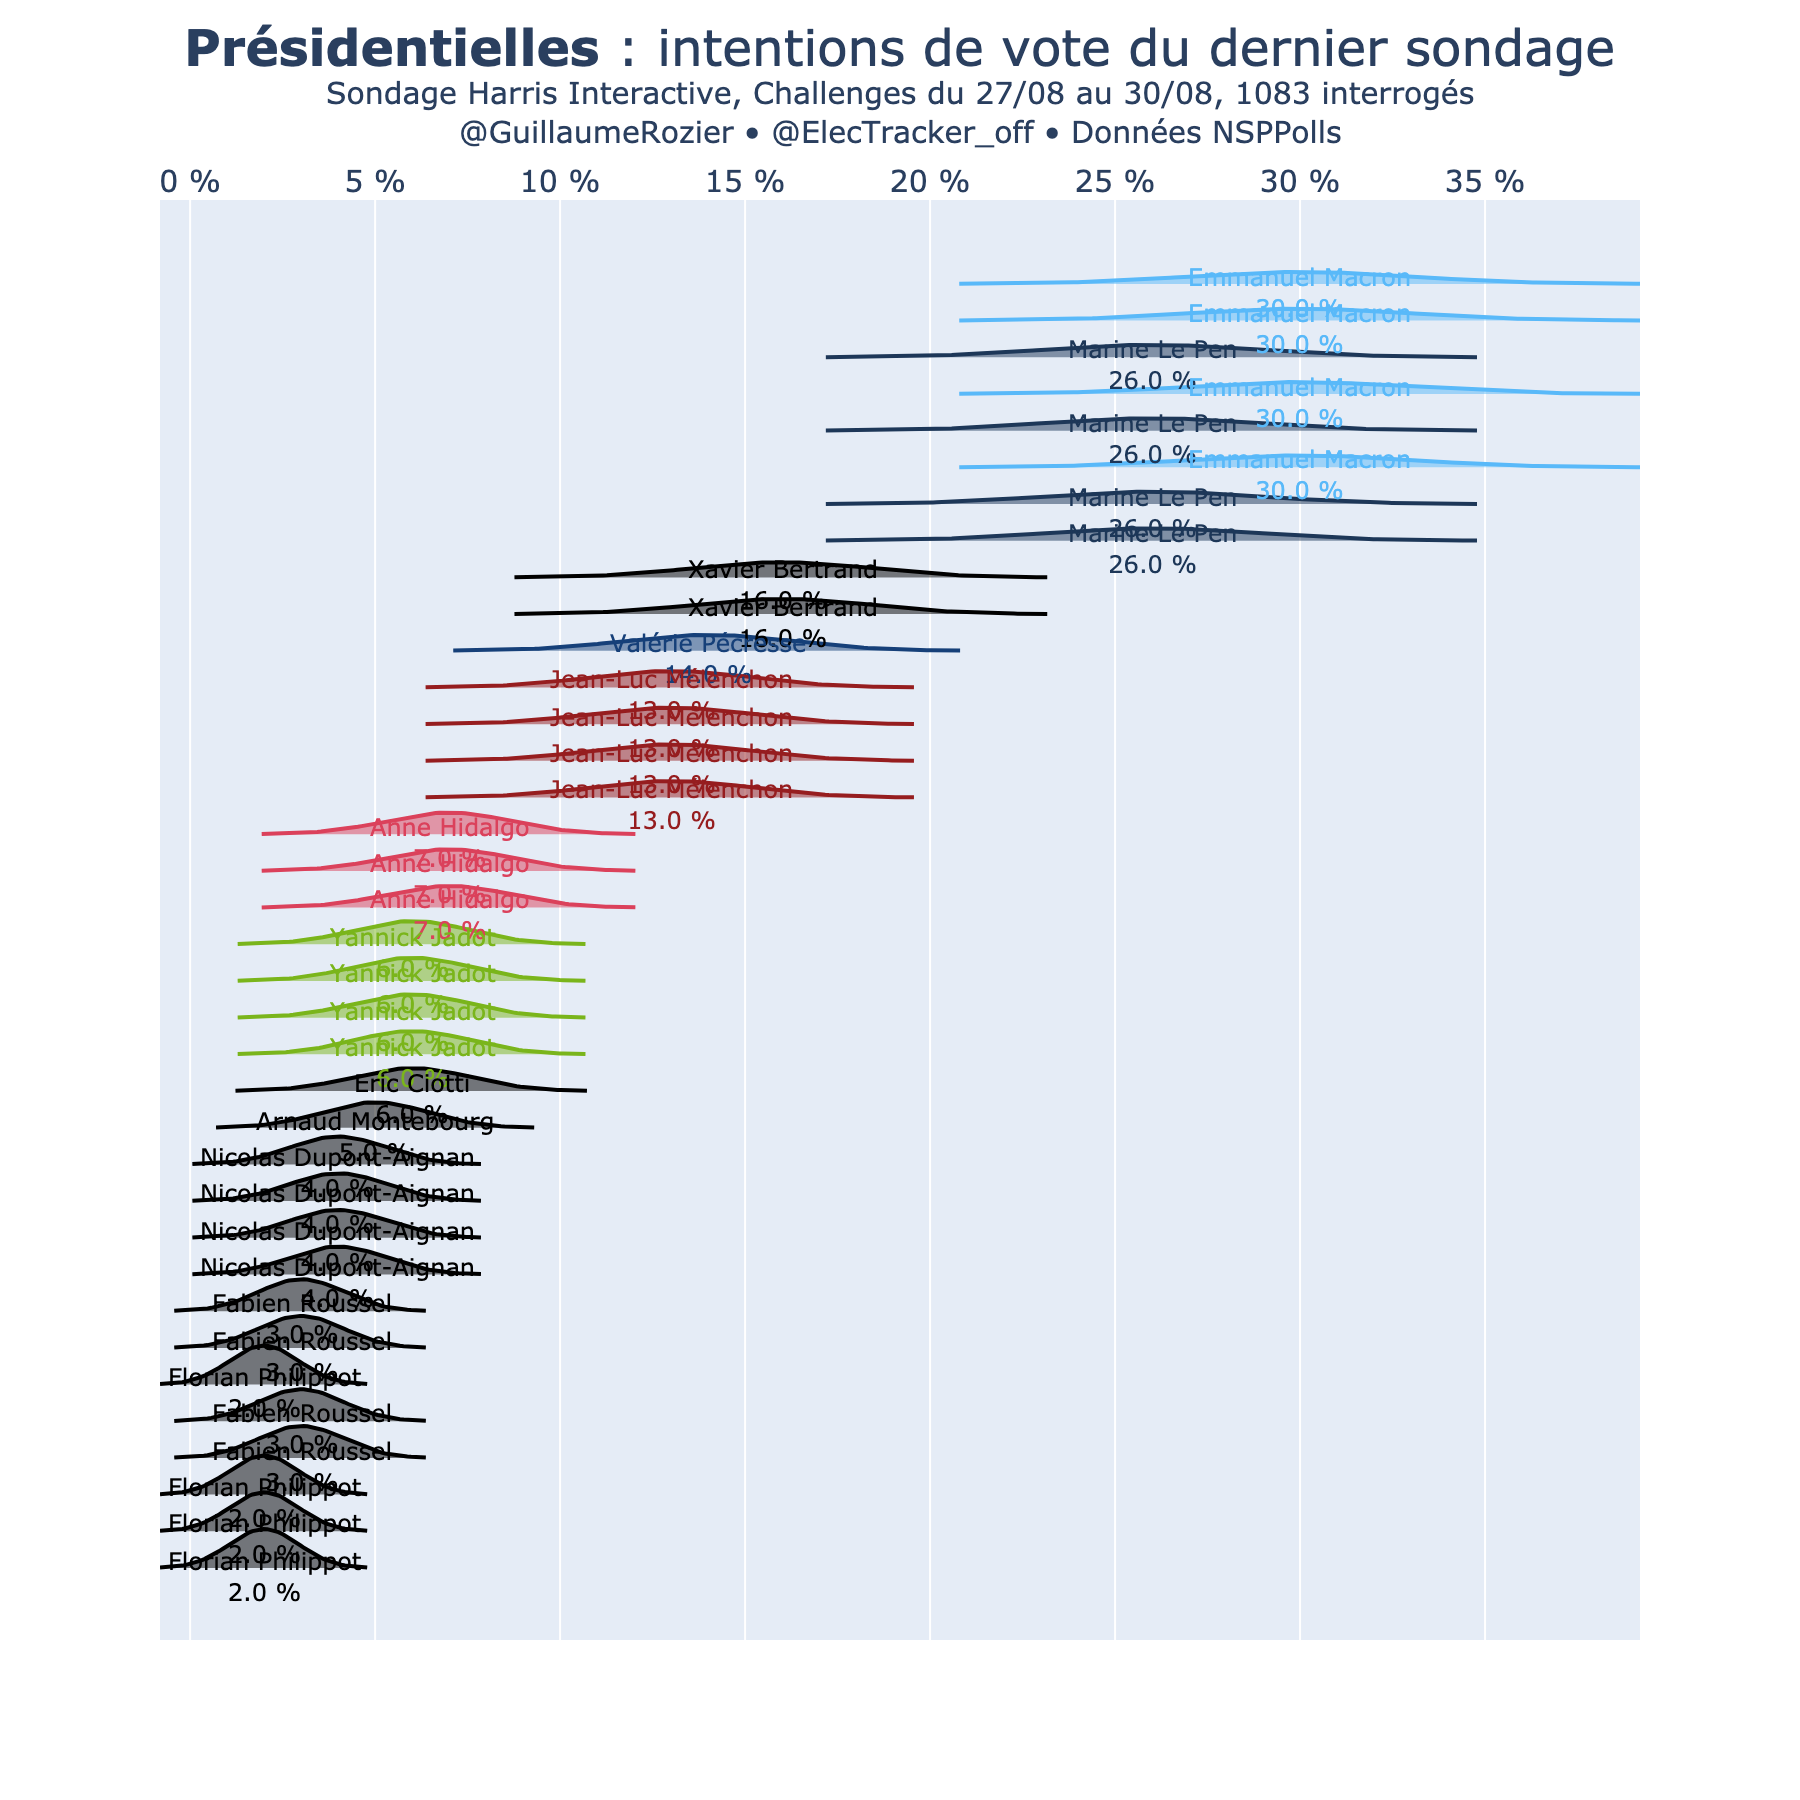 Présidentielles : intentions de vote du dernier sondage
Sondage Harris Interactive, Challenges du 27/08 au 30/08, 1083 interrogés
@GuillaumeRozier • @ElecTracker_off • Données NSPPolls
0 % 5 % 10 % 15 % 20 % 25 % 30 % 35 %
Emmanuel Macron
30.0 %
Emmanuel Macron
30.0 %
Marine Le Pen
26.0 %
Emmanuel Macron
30.0 %
Marine Le Pen
26.0 %
Emmanuel Macron
30.0 %
Marine Le Pen
26.0 %
Marine Le Pen
26.0 %
Xavier Bertrand
16.0 %
Xavier Bertrand
16.0 %
Valérie Pécresse
14.0 %
Jean-Luc Mélenchon
13.0 %
Jean-Luc Mélenchon
13.0 %
Jean-Luc Mélenchon
13.0 %
Jean-Luc Mélenchon
13.0 %
Anne Hidalgo
7.0 %
Anne Hidalgo
7.0 %
Anne Hidalgo
7.0 %
Yannick Jadot
6.0 %
Yannick Jadot
6.0 %
Yannick Jadot
6.0 %
Yannick Jadot
6.0 %
Eric Ciotti
6.0 %
Arnaud Montebourg
5.0 %
Nicolas Dupont-Aignan
4.0 %
Nicolas Dupont-Aignan
4.0 %
Nicolas Dupont-Aignan
4.0 %
Nicolas Dupont-Aignan
4.0 %
Fabien Roussel
3.0 %
Fabien Roussel
3.0 %
Florian Philippot
2.0 %
Fabien Roussel
3.0 %
Fabien Roussel
3.0 %
Florian Philippot
2.0 %
Florian Philippot
2.0 %
Florian Philippot
2.0 %